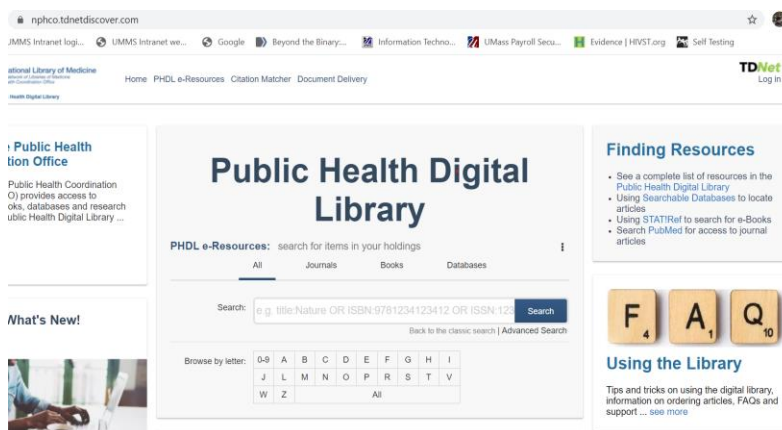 nphco.tdnetdiscover.com
UMMS Intranet logi... UMMS Intranet we... Google Beyond the Binary:... Information Techno... UMass Payroll Secu... Evidence | HIVST.org Self Testing
ational Library of Medicine
Health Digital Library
Home PHDL e-Resources Citation Matcher Document Delivery
TDNet
Log in
Public Health
tion Office
Public Health Coordination
O) provides access to
oks, databases and research
ublic Health Digital Library ...
What's New!
Public Health Digital
Library
PHDL e-Resources: search for items in your holdings
All Journals Books Databases
Search: e.g. title:Nature OR ISBN:9781234123412 OR ISSN:123 Search
Back to the classic search | Advanced Search
Browse by letter: 0-9 A B C D E F G H I
J L M N O P R S T V
W Z All
Finding Resources
See a complete list of resources in the
Public Health Digital Library
Using Searchable Databases to locate
articles
Using STAT!Ref to search for e-Books
Search PubMed for access to journal
articles
F4 A1 Q10
Using the Library
Tips and tricks on using the digital library,
information on ordering articles, FAQs and
support ... see more